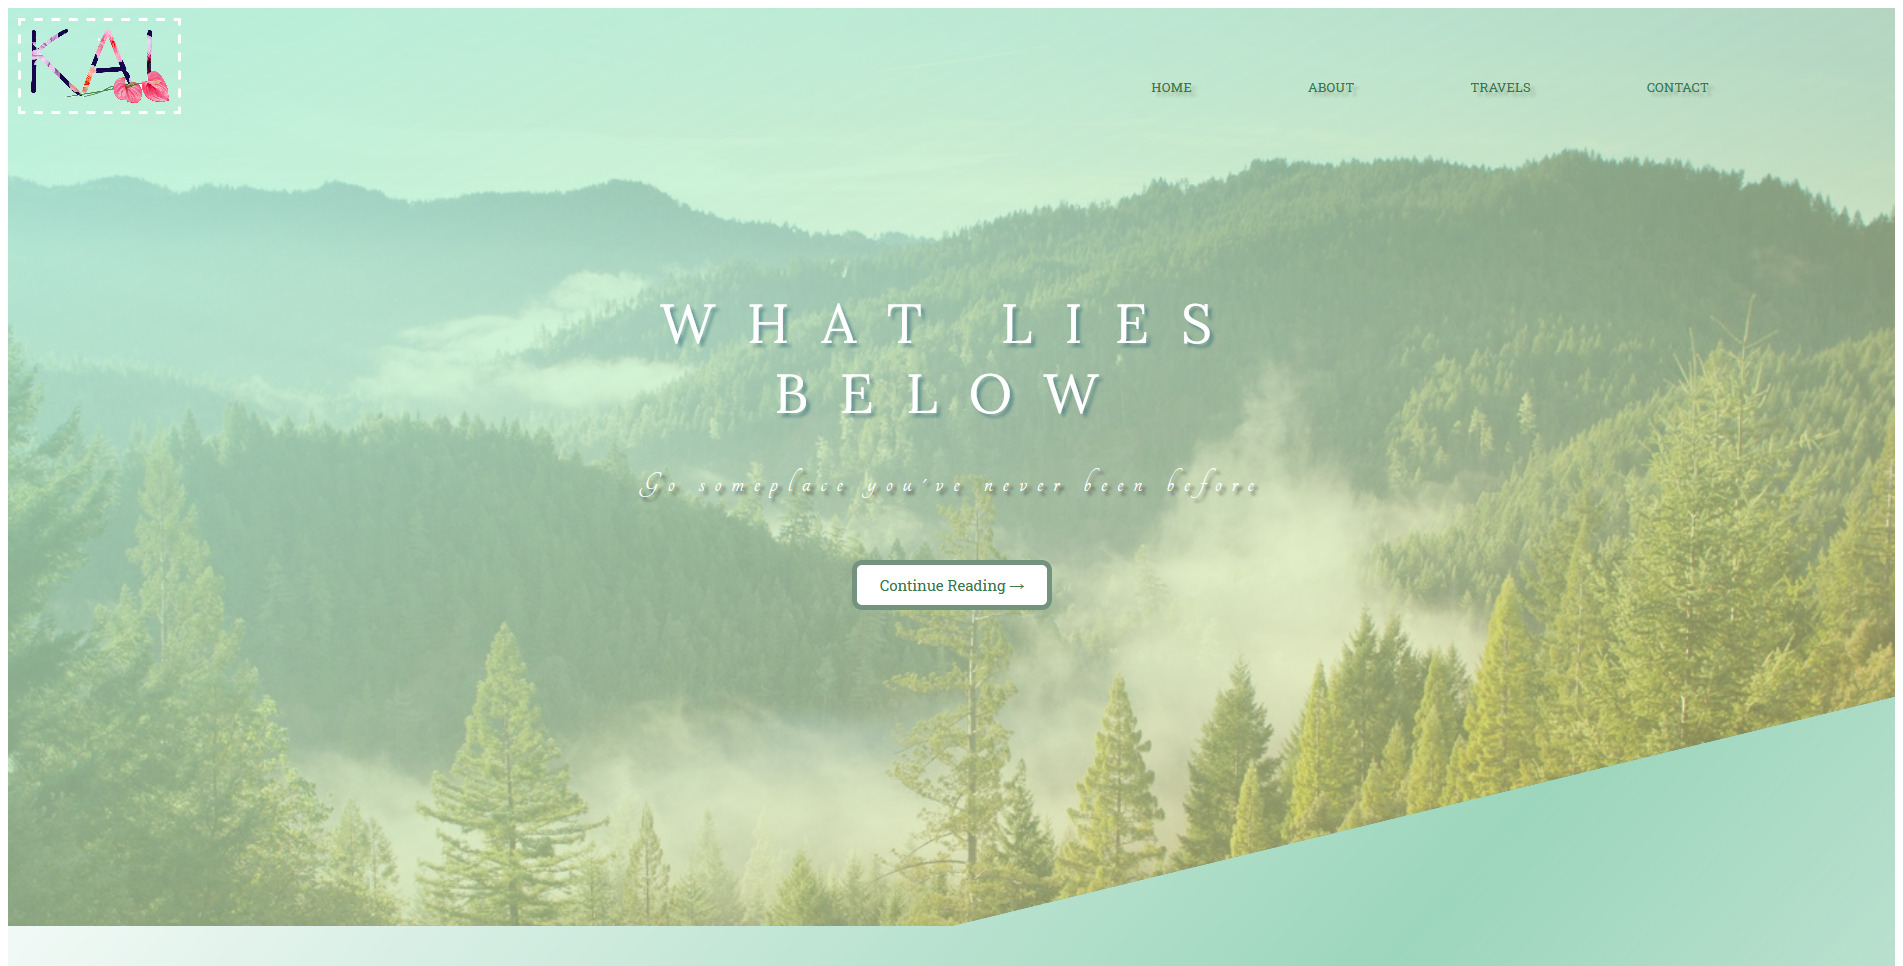 KAI
HOME ABOUT TRAVELS CONTACT
WHAT LIES
BELOW
Go someplace you've never been before
Continue Reading →